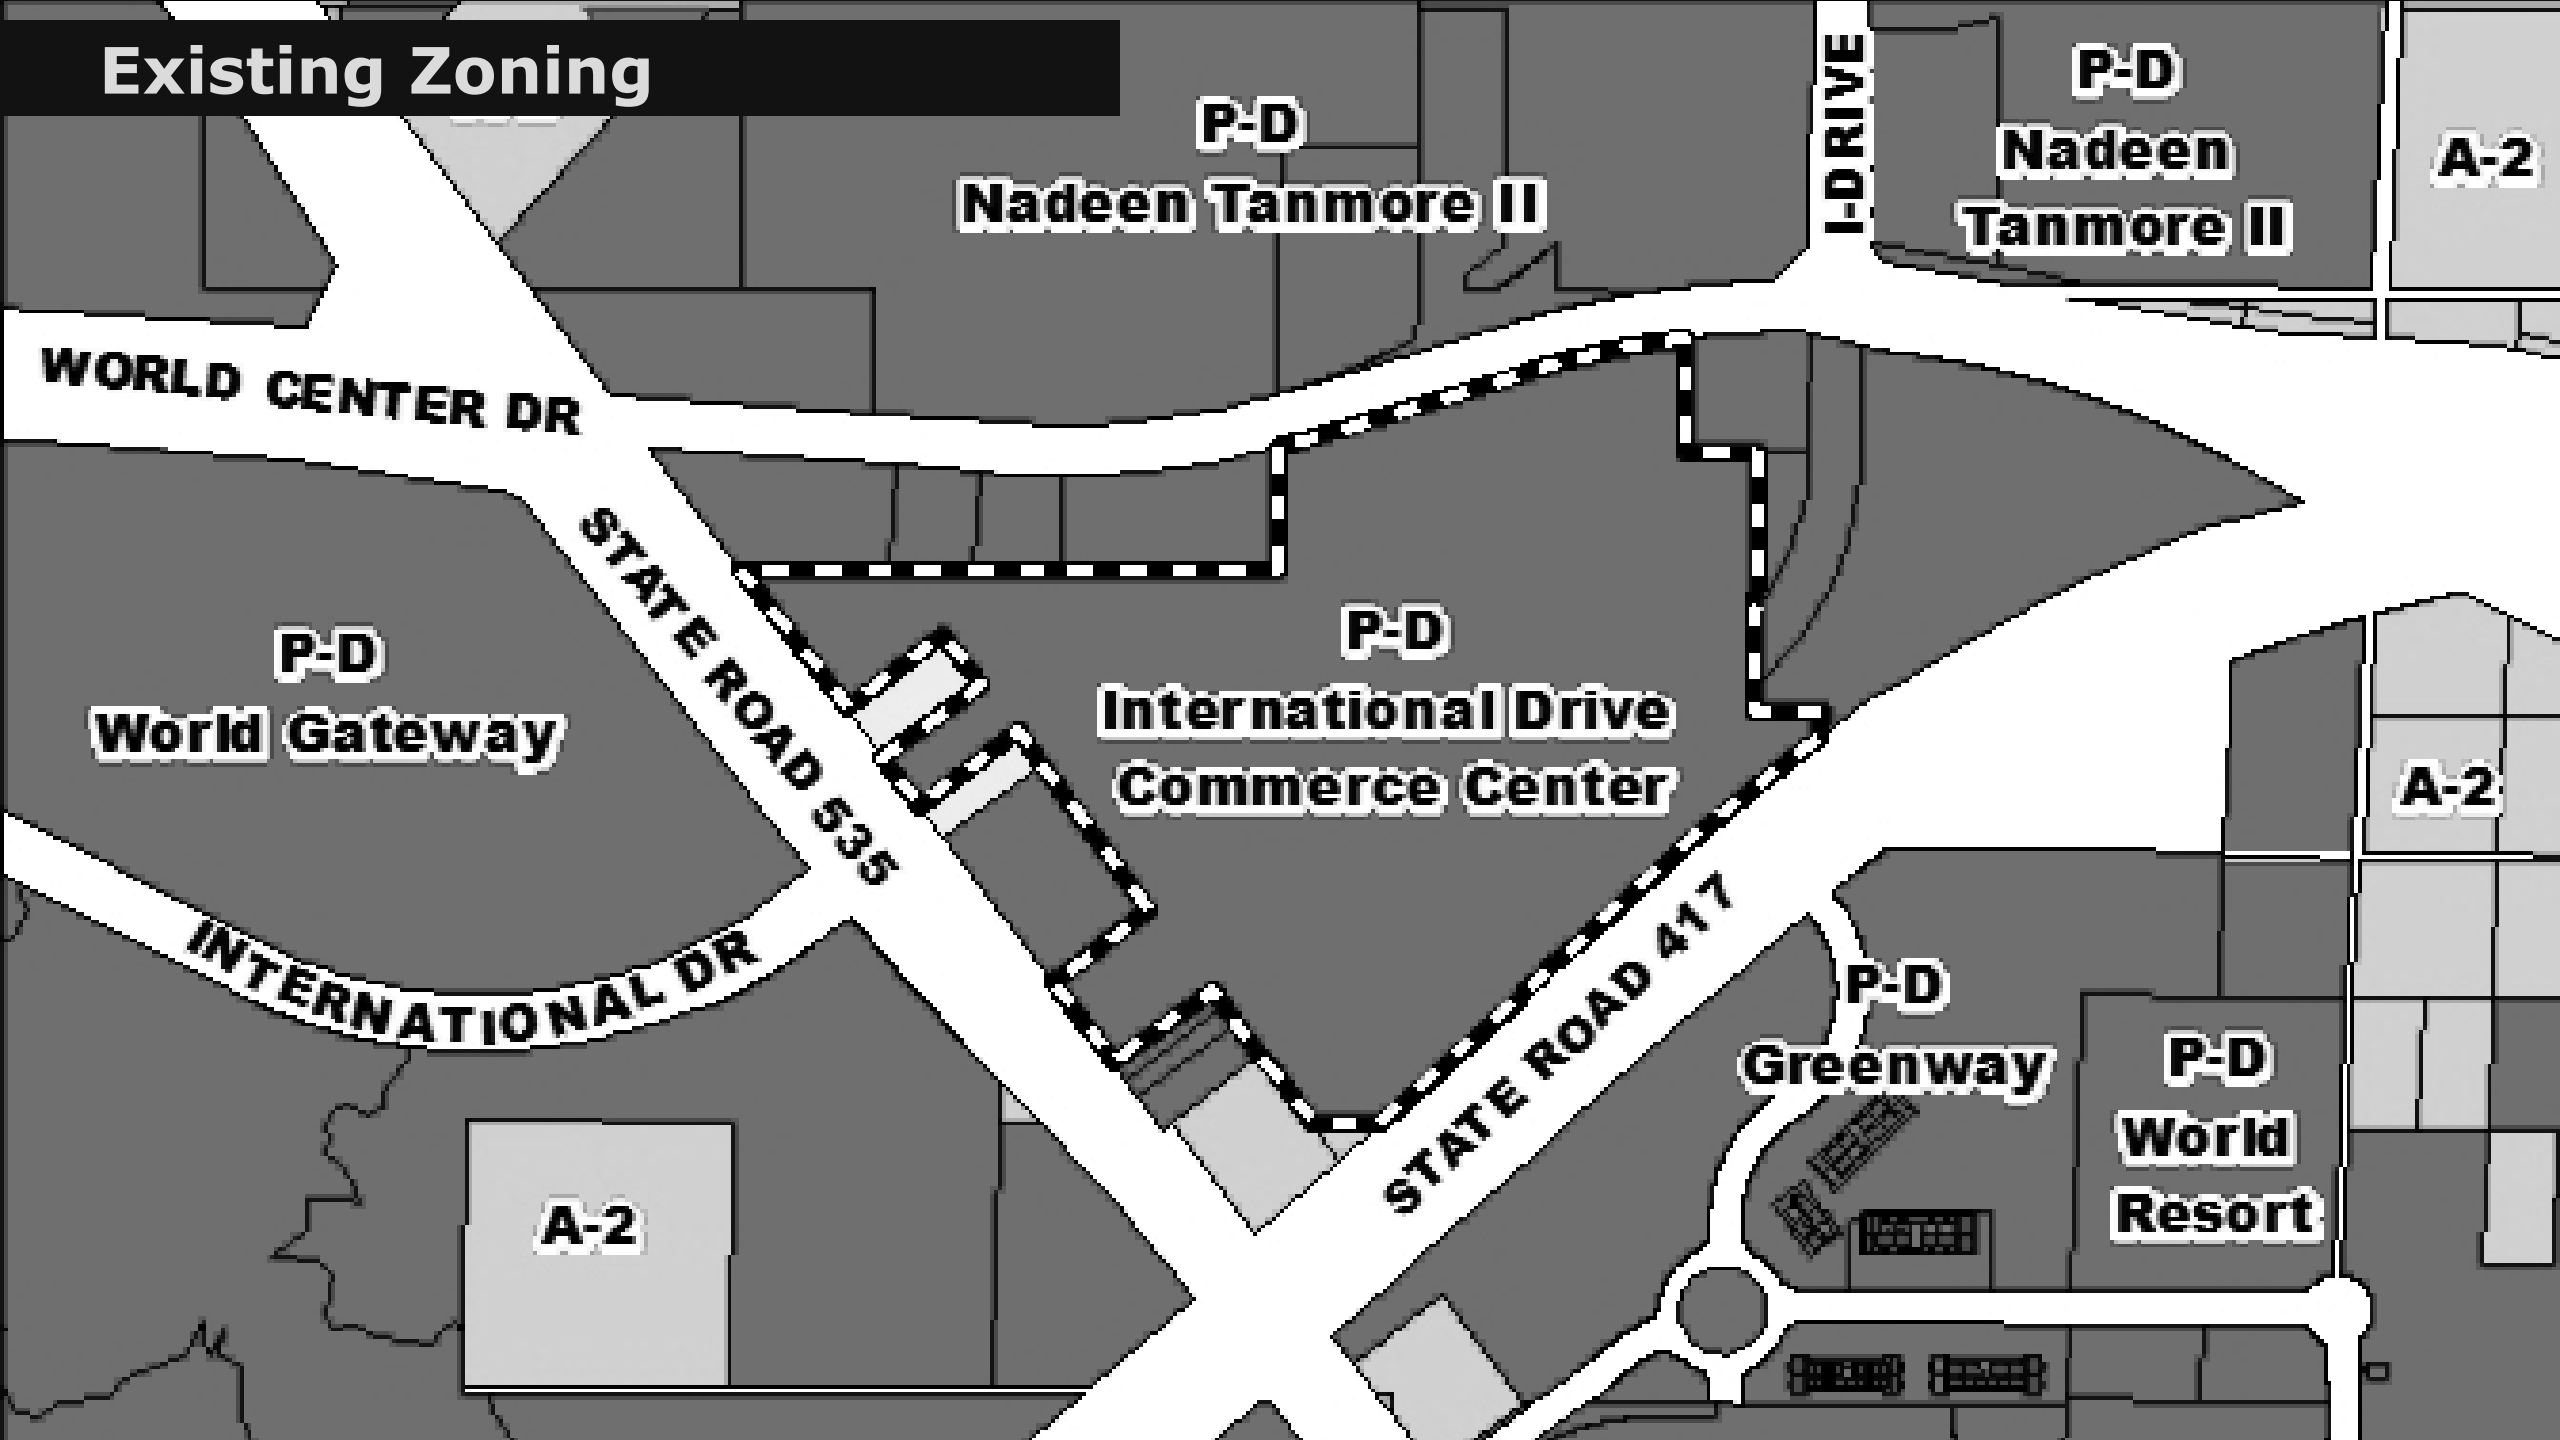 Existing Zoning
P-D
Nadeen Tanmore II
I-DRIVE
P-D
Nadeen
Tanmore II
A-2
WORLD CENTER DR
STATE ROAD 535
P-D
World Gateway
P-D
International Drive
Commerce Center
A-2
INTERNATIONAL DR
STATE ROAD 417
P-D
Greenway
P-D
World
Resort
A-2